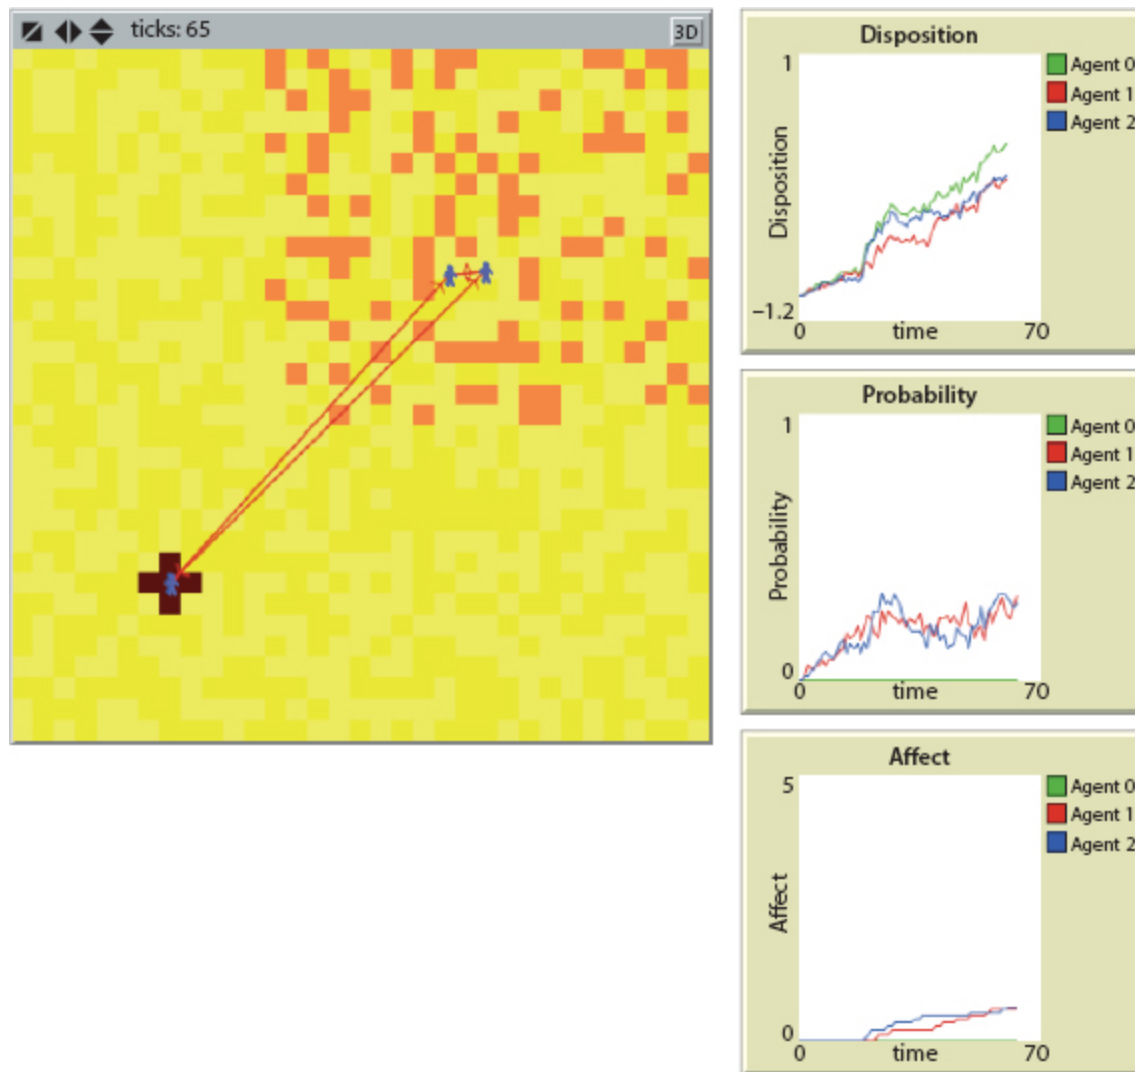 ticks: 65
3D
Disposition
1
Disposition
−1.2
0
time
70
Agent 0
Agent 1
Agent 2
Probability
1
Probability
0
0
time
70
Agent 0
Agent 1
Agent 2
Affect
5
Affect
0
0
time
70
Agent 0
Agent 1
Agent 2